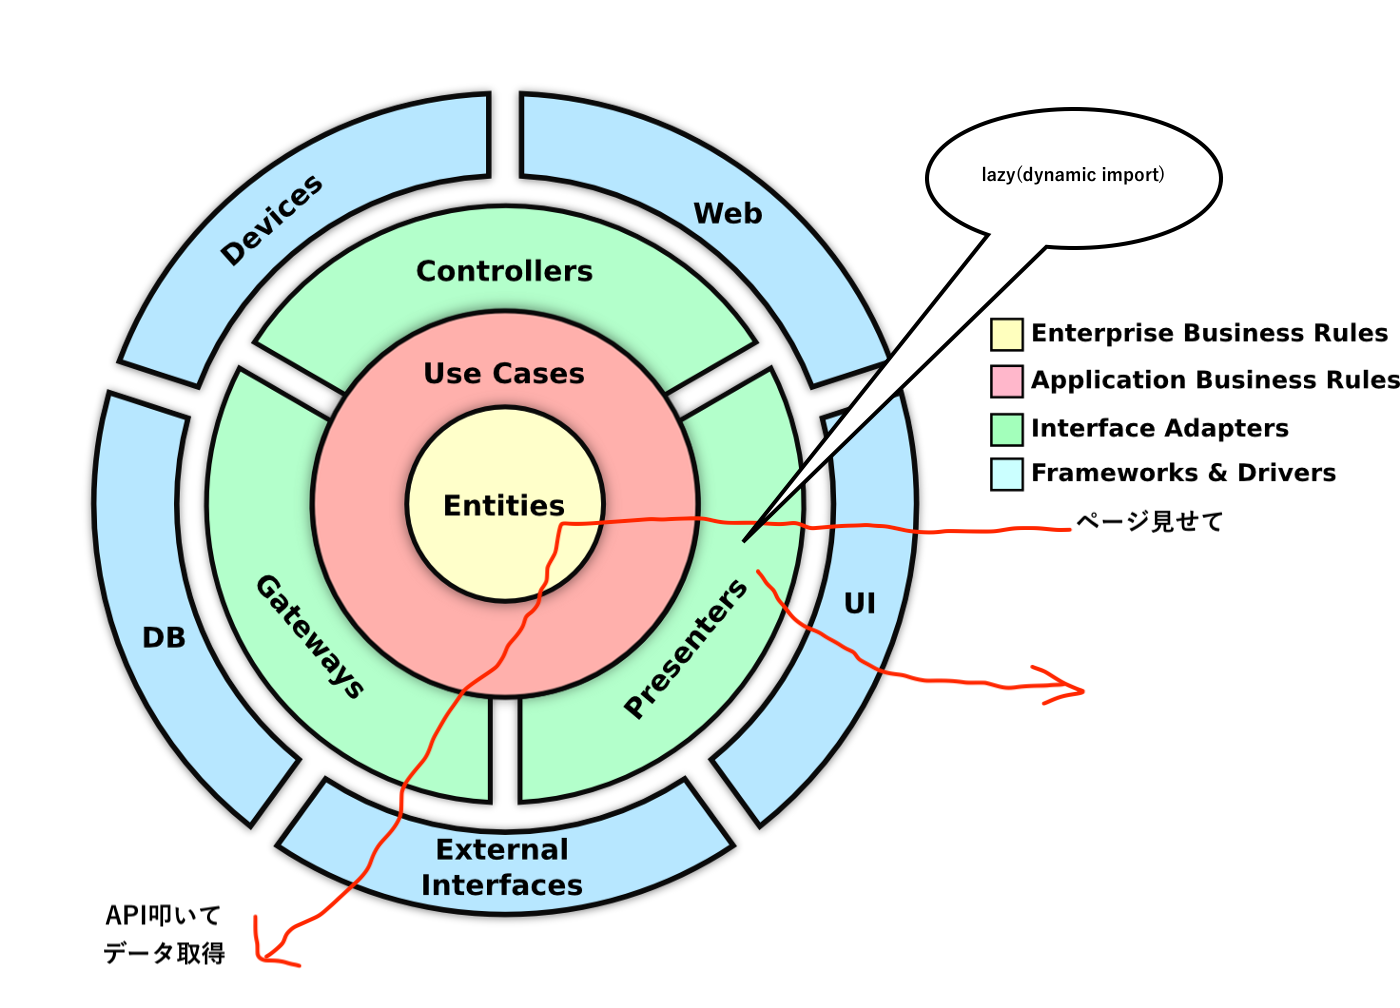 lazy(dynamic import)
Devices
Web
Controllers
Enterprise Business Rules
Use Cases
Application Business Rules
Interface Adapters
Frameworks & Drivers
Entities
ページ見せて
UI
Gateways
DB
Presenters
External
Interfaces
API叩いて
データ取得